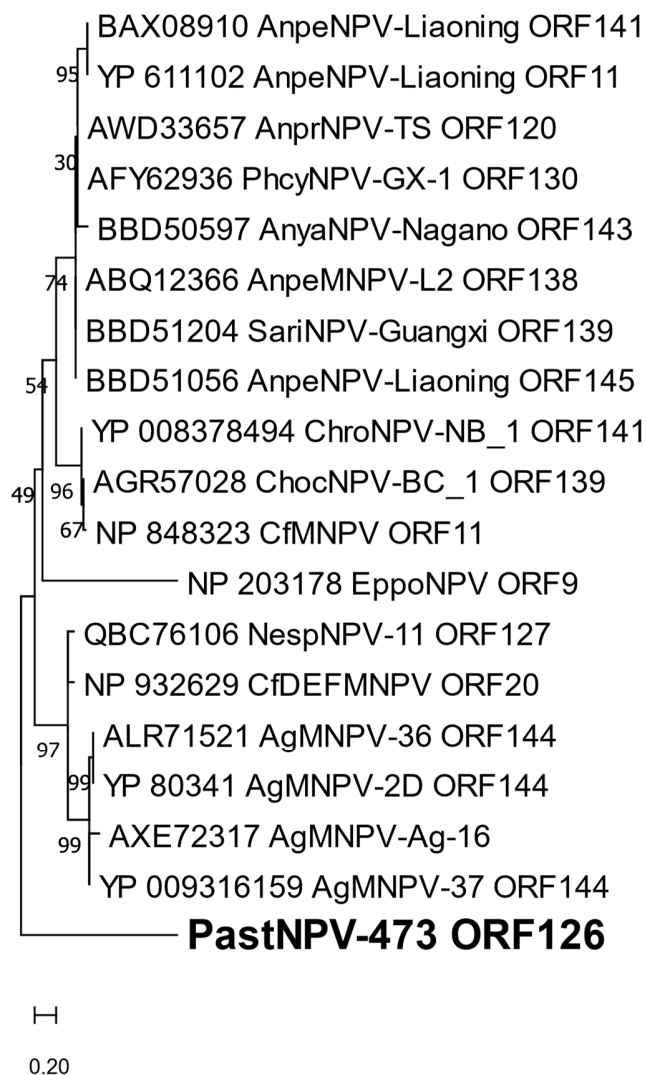 BAX08910 AnpeNPV-Liaoning ORF141
95
YP 611102 AnpeNPV-Liaoning ORF11
AWD33657 AnprNPV-TS ORF120
30
AFY62936 PhcyNPV-GX-1 ORF130
BBD50597 AnyaNPV-Nagano ORF143
74
ABQ12366 AnpeMNPV-L2 ORF138
BBD51204 SariNPV-Guangxi ORF139
54
BBD51056 AnpeNPV-Liaoning ORF145
YP 008378494 ChroNPV-NB_1 ORF141
49
96
AGR57028 ChocNPV-BC_1 ORF139
67
NP 848323 CfMNPV ORF11
NP 203178 EppoNPV ORF9
QBC76106 NespNPV-11 ORF127
NP 932629 CfDEFMNPV ORF20
97
ALR71521 AgMNPV-36 ORF144
99
YP 80341 AgMNPV-2D ORF144
99
AXE72317 AgMNPV-Ag-16
YP 009316159 AgMNPV-37 ORF144
PastNPV-473 ORF126
0.20